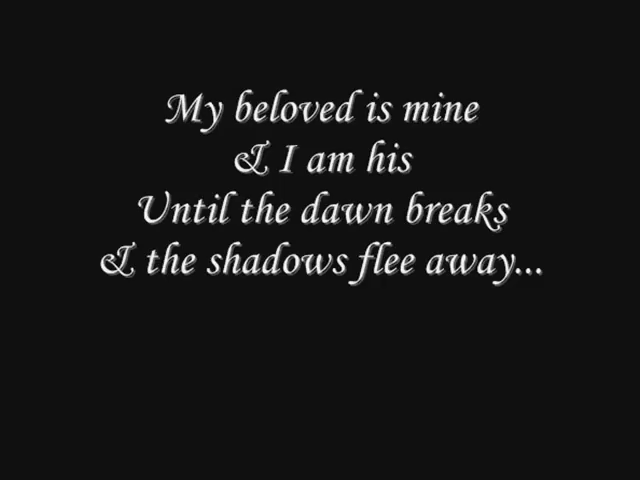 My beloved is mine
& I am his
Until the dawn breaks
& the shadows flee away...